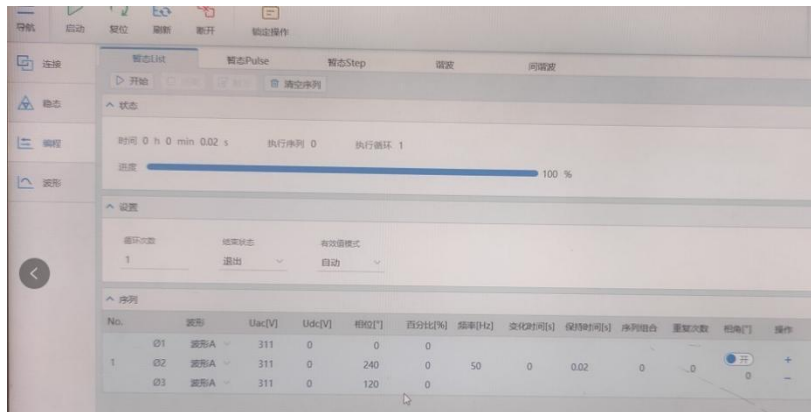 导航 启动 复位 刷新 断开 锁定操作
连接
稳态
编程
波形
暂态List 暂态Pulse 暂态Step 谐波 间谐波
开始 清空序列
状态
时间 0 h 0 min 0.02 s 执行序列 0 执行循环 1
进度 100 %
设置
循环次数 结束状态 有效值模式
1 退出 自动
序列
No. 波形 Uac[V] Udc[V] 相位[°] 百分比[%] 频率[Hz] 变化时间[s] 保持时间[s] 序列组合 重复次数 相角[°] 操作
Ø1 波形A 311 0 0 0
1 Ø2 波形A 311 0 240 0 50 0 0.02 0 0 开 0 + −
Ø3 波形A 311 0 120 0